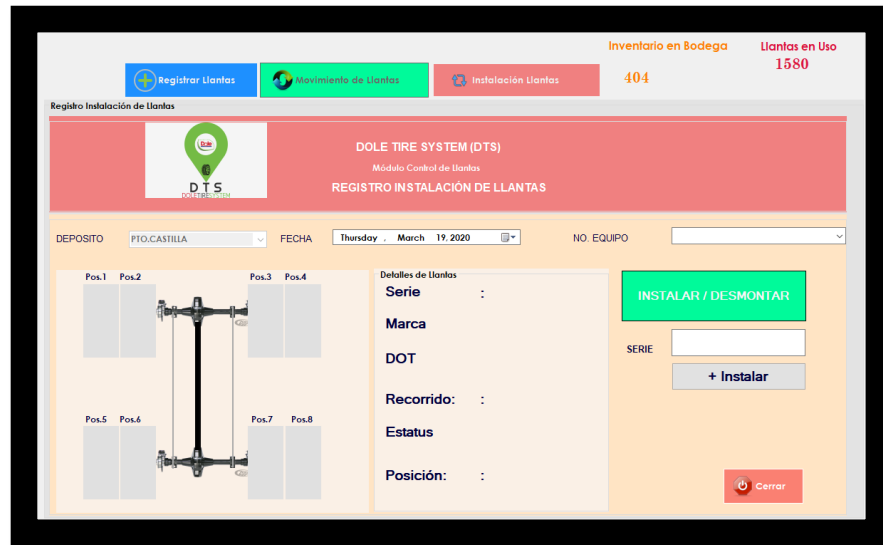 Inventario en Bodega
Llantas en Uso
404
1580
Registrar Llantas
Movimiento de Llantas
Instalación Llantas
Registro Instalación de Llantas
Dole
DTS
DOLETIRESYSTEM
DOLE TIRE SYSTEM (DTS)
Módulo Control de Llantas
REGISTRO INSTALACIÓN DE LLANTAS
DEPOSITO
PTO.CASTILLA
FECHA
Thursday , March 19, 2020
NO. EQUIPO
Pos.1 Pos.2 Pos.3 Pos.4
Pos.5 Pos.6 Pos.7 Pos.8
Detalles de Llantas
Serie :
Marca
DOT
Recorrido: :
Estatus
Posición: :
INSTALAR / DESMONTAR
SERIE
+ Instalar
Cerrar